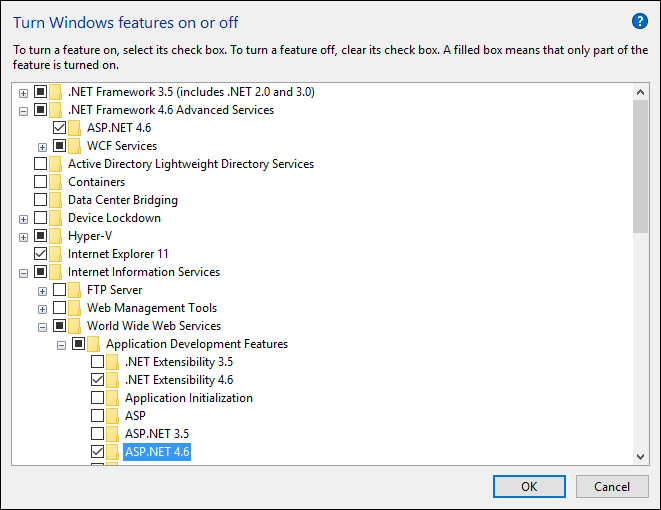 Turn Windows features on or off
?
To turn a feature on, select its check box. To turn a feature off, clear its check box. A filled box means that only part of the
feature is turned on.
.NET Framework 3.5 (includes .NET 2.0 and 3.0)
.NET Framework 4.6 Advanced Services
ASP.NET 4.6
WCF Services
Active Directory Lightweight Directory Services
Containers
Data Center Bridging
Device Lockdown
Hyper-V
Internet Explorer 11
Internet Information Services
FTP Server
Web Management Tools
World Wide Web Services
Application Development Features
.NET Extensibility 3.5
.NET Extensibility 4.6
Application Initialization
ASP
ASP.NET 3.5
ASP.NET 4.6
OK Cancel